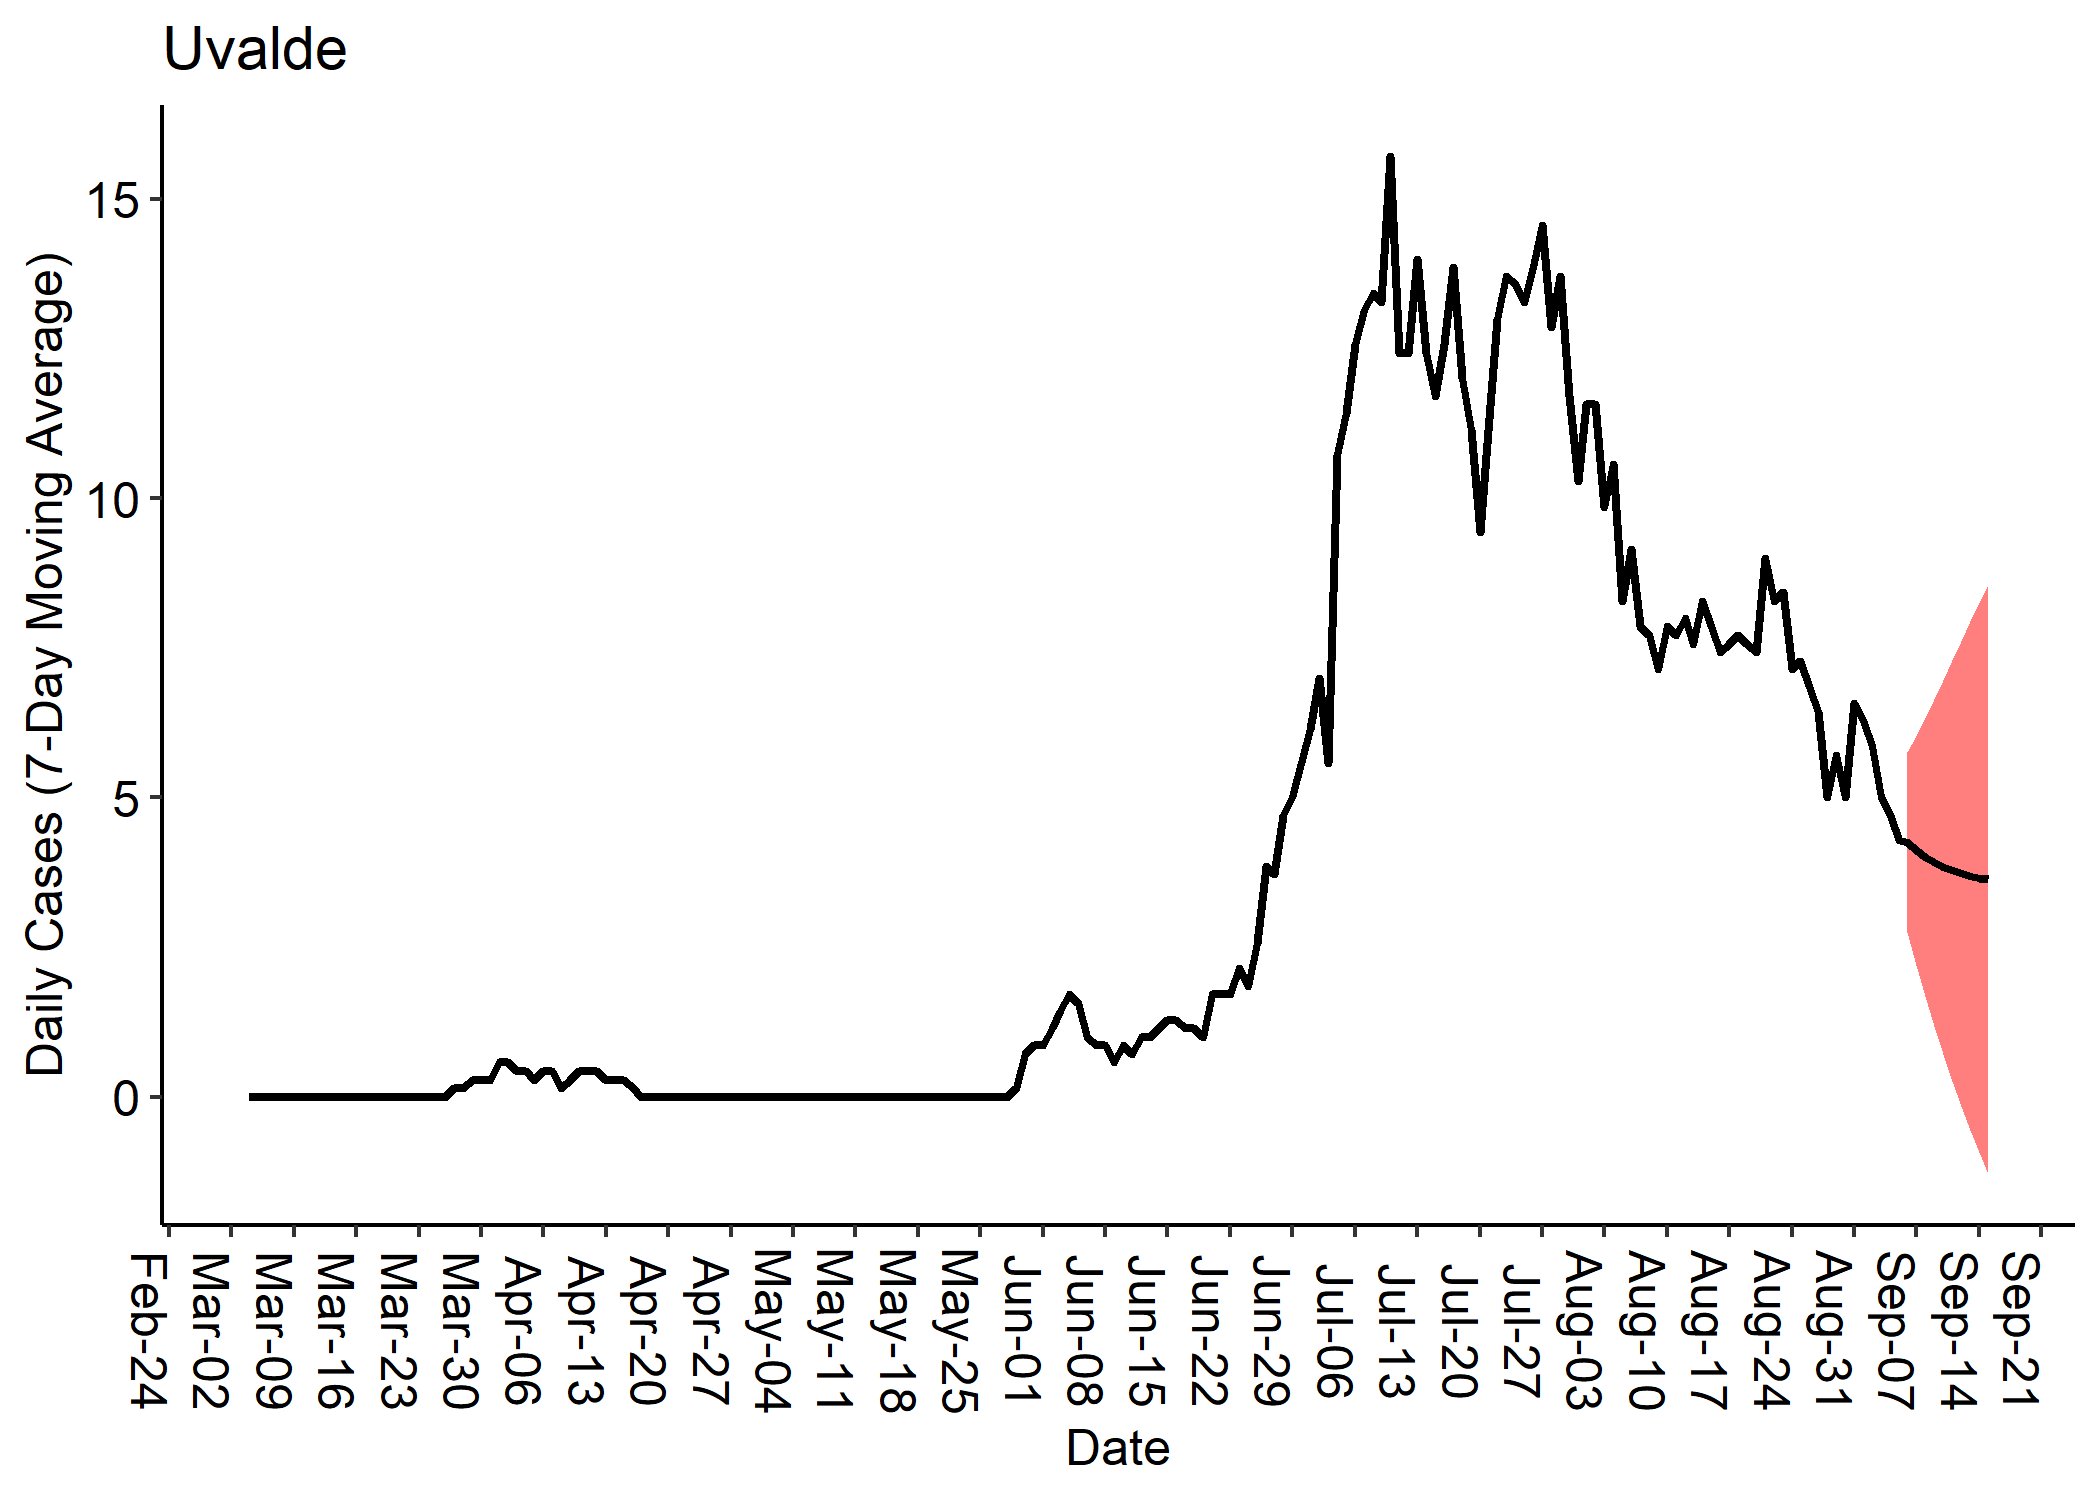 Uvalde
Daily Cases (7-Day Moving Average)
15
10
5
0
Feb-24
Mar-02
Mar-09
Mar-16
Mar-23
Mar-30
Apr-06
Apr-13
Apr-20
Apr-27
May-04
May-11
May-18
May-25
Jun-01
Jun-08
Jun-15
Jun-22
Jun-29
Jul-06
Jul-13
Jul-20
Jul-27
Aug-03
Aug-10
Aug-17
Aug-24
Aug-31
Sep-07
Sep-14
Sep-21
Date